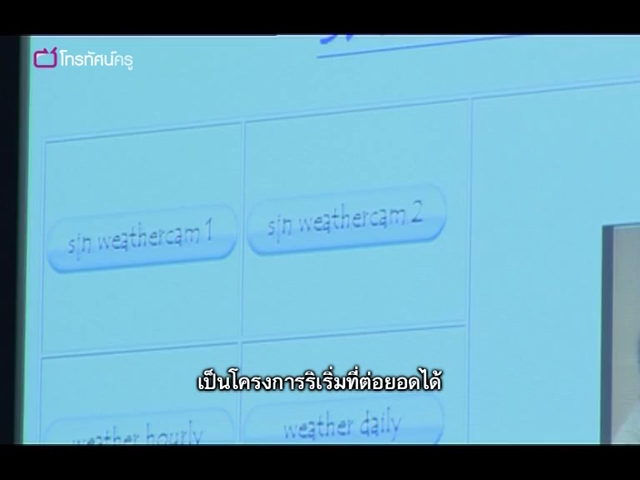 โทรทัศน์ครู
sjn weathercam 1
sjn weathercam 2
weather hourly
weather daily
เป็นโครงการริเริ่มที่ต่อยอดได้